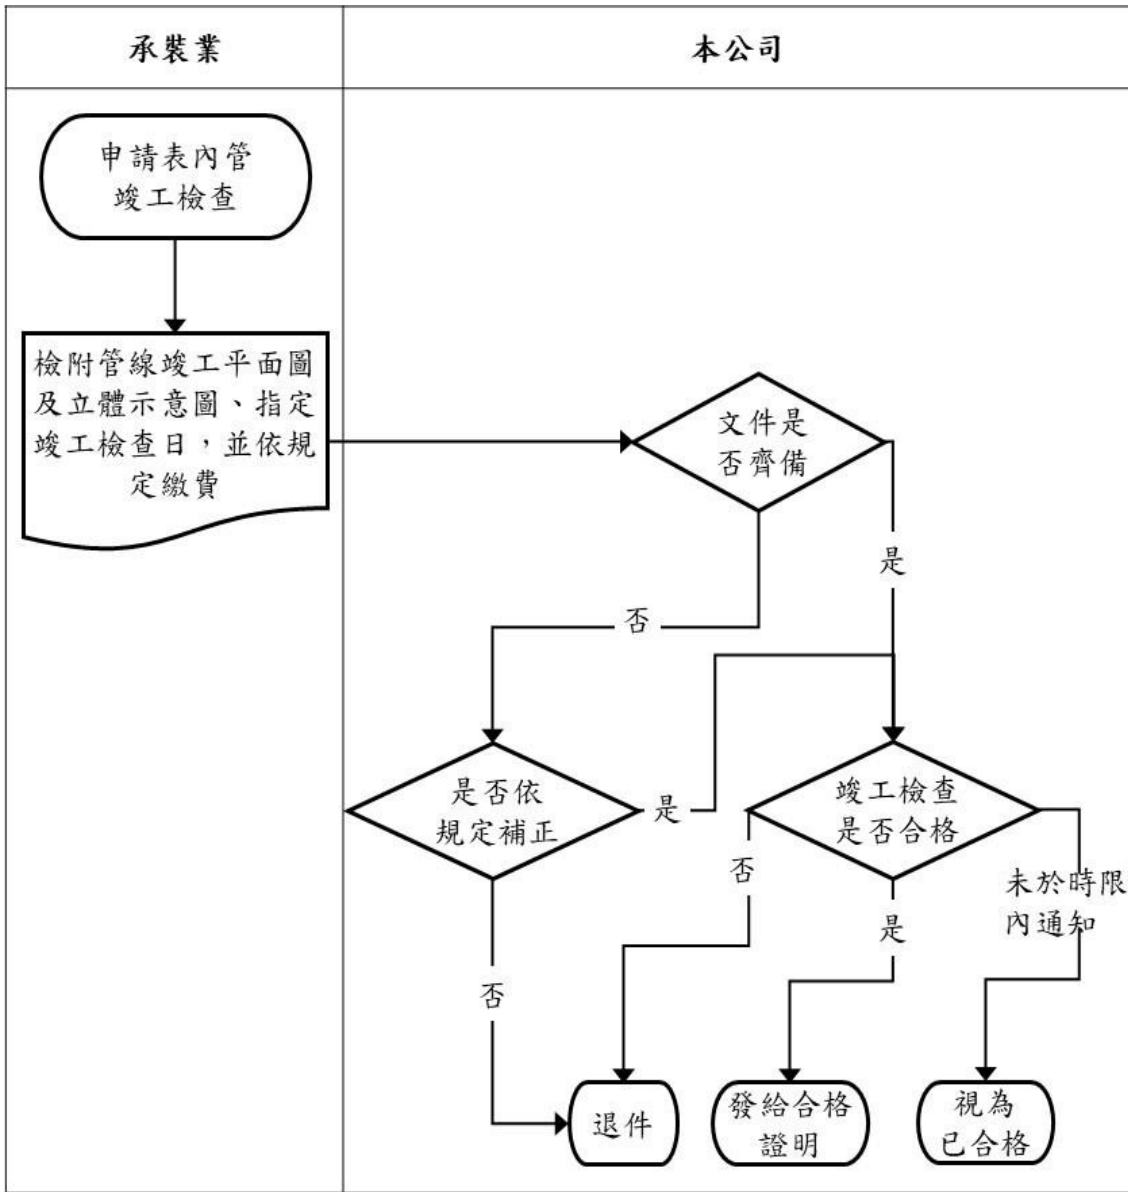 承裝業
本公司
申請表內管
竣工檢查
檢附管線竣工平面圖
及立體示意圖、指定
竣工檢查日，並依規
定繳費
文件是
否齊備
是
否
是否依
規定補正
是
竣工檢查
是否合格
否
是
未於時限
內通知
否
退件
發給合格
證明
視為
已合格